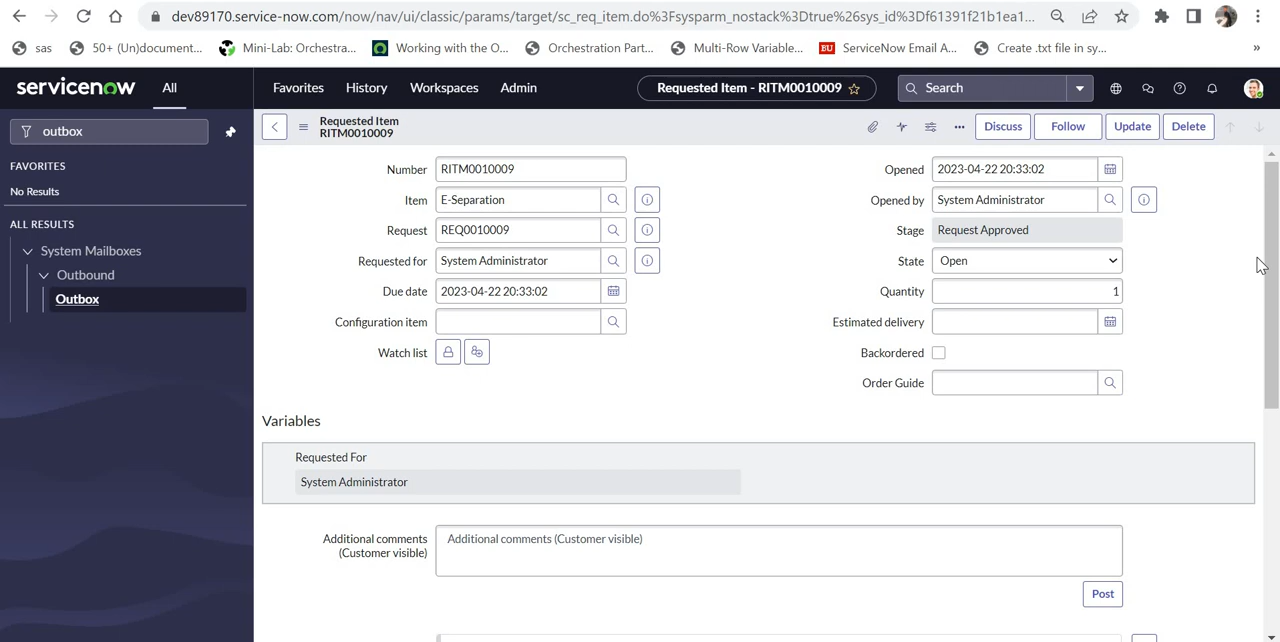 dev89170.service-now.com/now/nav/ui/classic/params/target/sc_req_item.do%3Fsysparm_nostack%3Dtrue%26sys_id%3Df61391f21b1ea1...
sas
50+ (Un)document...
Mini-Lab: Orchestra...
Working with the O...
Orchestration Part...
Multi-Row Variable...
BU ServiceNow Email A...
Create .txt file in sy...
»
servicenow
All
Favorites
History
Workspaces
Admin
Requested Item - RITM0010009
Search
outbox
FAVORITES
No Results
ALL RESULTS
System Mailboxes
Outbound
Outbox
Requested Item
RITM0010009
Discuss
Follow
Update
Delete
Number RITM0010009
Item E-Separation
Request REQ0010009
Requested for System Administrator
Due date 2023-04-22 20:33:02
Configuration item
Watch list
Opened 2023-04-22 20:33:02
Opened by System Administrator
Stage Request Approved
State Open
Quantity 1
Estimated delivery
Backordered
Order Guide
Variables
Requested For
System Administrator
Additional comments
(Customer visible)
Additional comments (Customer visible)
Post